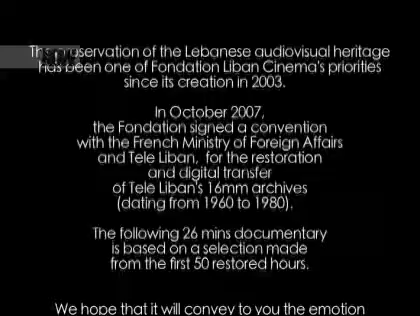 The preservation of the Lebanese audiovisual heritage
has been one of Fondation Liban Cinema's priorities
since its creation in 2003.
In October 2007,
the Fondation signed a convention
with the French Ministry of Foreign Affairs
and Tele Liban, for the restoration
and digital transfer
of Tele Liban's 16mm archives
(dating from 1960 to 1980).
The following 26 mins documentary
is based on a selection made
from the first 50 restored hours.
We hope that it will convey to you the emotion